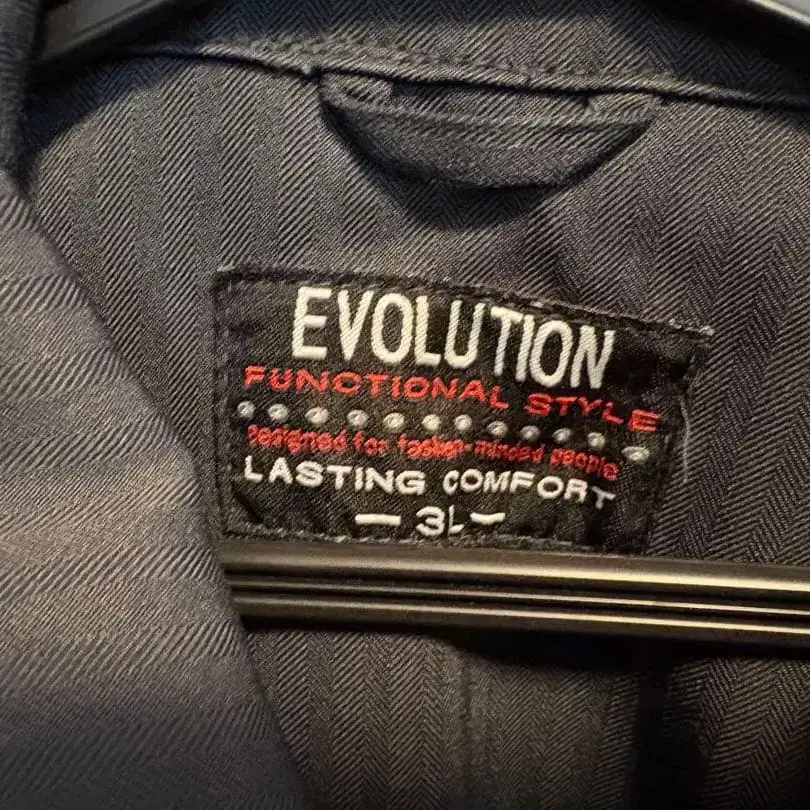 EVOLUTION
FUNCTIONAL STYLE
designed for fashion-minded people
LASTING COMFORT
3L